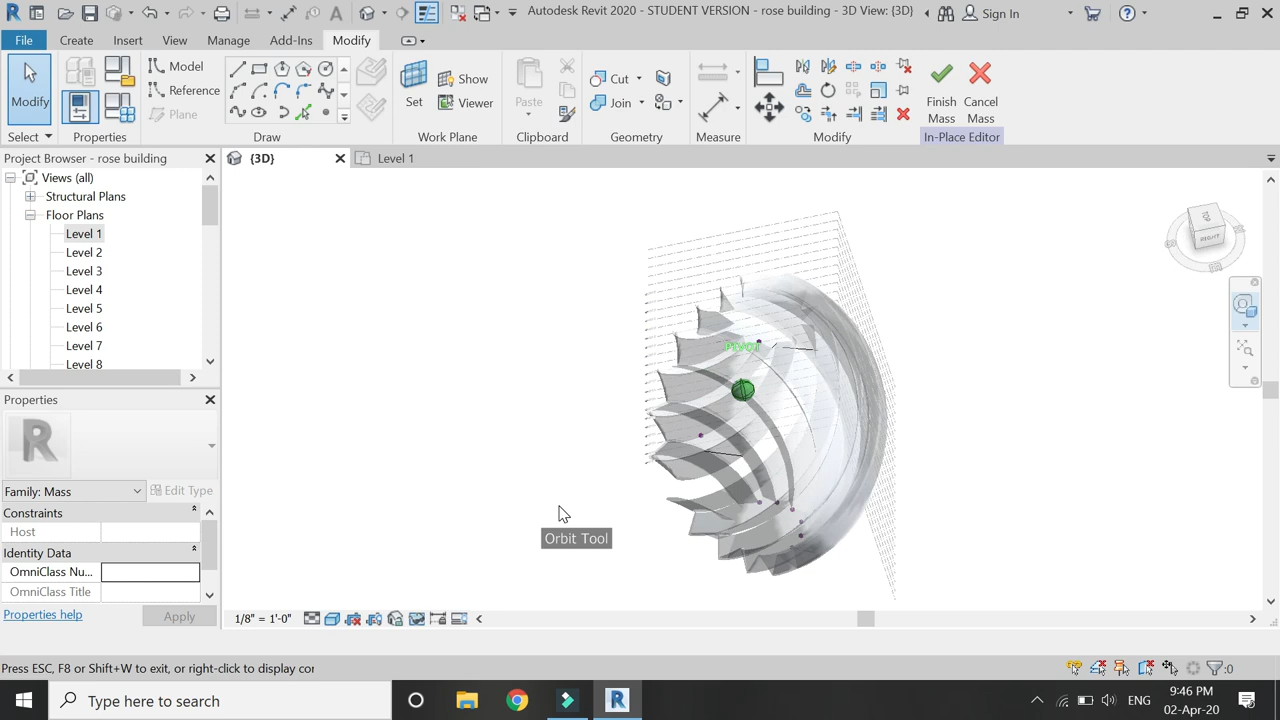 Autodesk Revit 2020 - STUDENT VERSION - rose building - 3D View: {3D}
Sign In
File Create Insert View Manage Add-Ins Modify
Modify
Model
Reference
Plane
Set
Show
Viewer
Paste
Cut
Join
Finish Mass
Cancel Mass
Select Properties Draw Work Plane Clipboard Geometry Measure Modify In-Place Editor
Project Browser - rose building
{3D}
Level 1
Views (all)
Structural Plans
Floor Plans
Level 1
Level 2
Level 3
Level 4
Level 5
Level 6
Level 7
Level 8
Properties
Family: Mass
Edit Type
Constraints
Host
Identity Data
OmniClass Nu...
OmniClass Title
Properties help
Apply
RIGHT
PIVOT
Orbit Tool
1/8" = 1'-0"
Press ESC, F8 or Shift+W to exit, or right-click to display cor
:0
Type here to search
ENG
9:46 PM
02-Apr-20